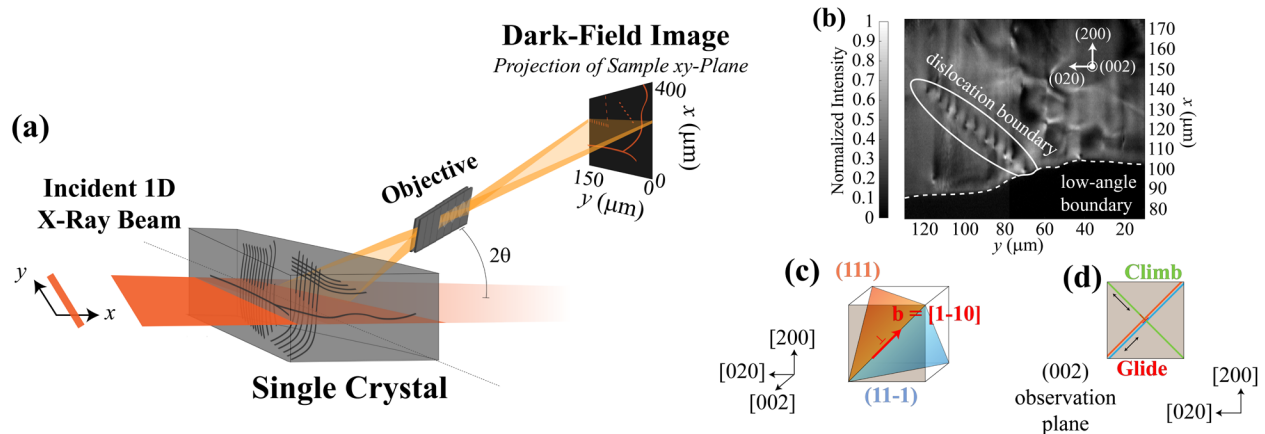 (a)
Dark-Field Image
Projection of Sample xy-Plane
400
x (μm)
0
150
0
y (μm)
Objective
Incident 1D
X-Ray Beam
2θ
y
x
Single Crystal
(b)
Normalized Intensity
1
0.9
0.8
0.7
0.6
0.5
0.4
0.3
0.2
0.1
0
dislocation boundary
(200)
(020)
(002)
low-angle
boundary
170
160
150
140
130
120
110
100
90
80
x (μm)
120 100 80 60 40 20
y (μm)
(c)
(111)
b = [1-10]
(11-1)
[200]
[020]
[002]
(d)
Climb
Glide
(002)
observation
plane
[200]
[020]